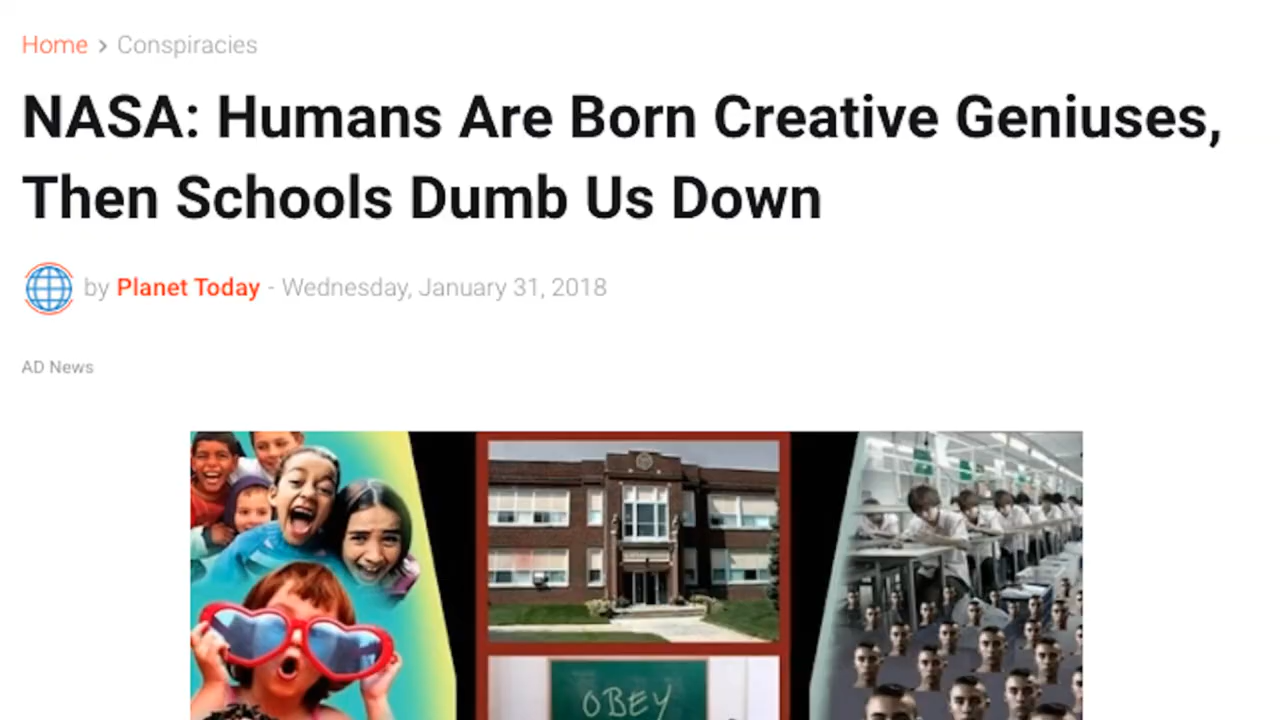 Home > Conspiracies
NASA: Humans Are Born Creative Geniuses,
Then Schools Dumb Us Down
by Planet Today - Wednesday, January 31, 2018
AD News
OBEY